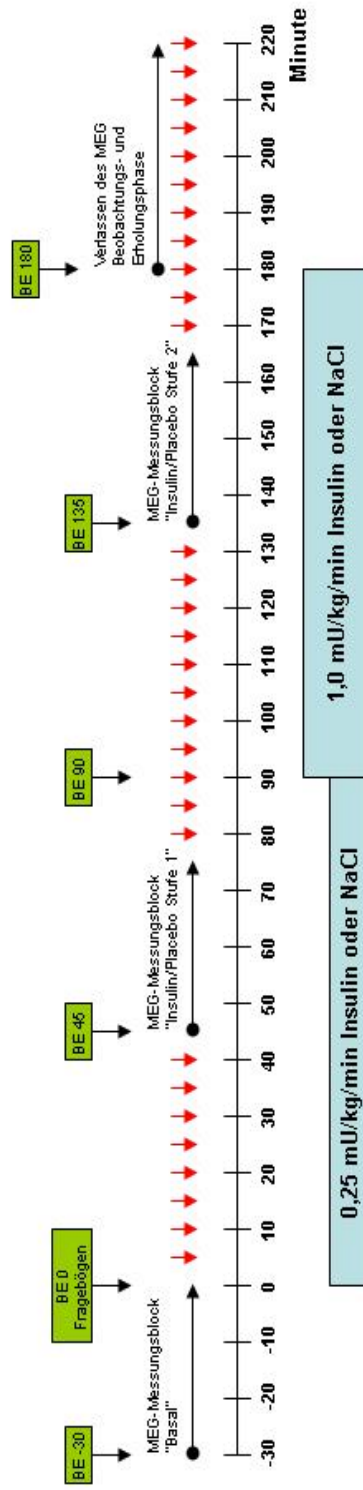 BE -30
BE 0
Fragebögen
BE 45
BE 90
BE 135
BE 180
MEG-Messungsblock
"Basal"
MEG-Messungsblock
"Insulin/Placebo Stufe 1"
MEG-Messungsblock
"Insulin/Placebo Stufe 2"
Verlassen des MEG
Beobachtungs- und
Erholungsphase
-30 -20 -10 0 10 20 30 40 50 60 70 80 90 100 110 120 130 140 150 160 170 180 190 200 210 220
Minute
0,25 mU/kg/min Insulin oder NaCl
1,0 mU/kg/min Insulin oder NaCl